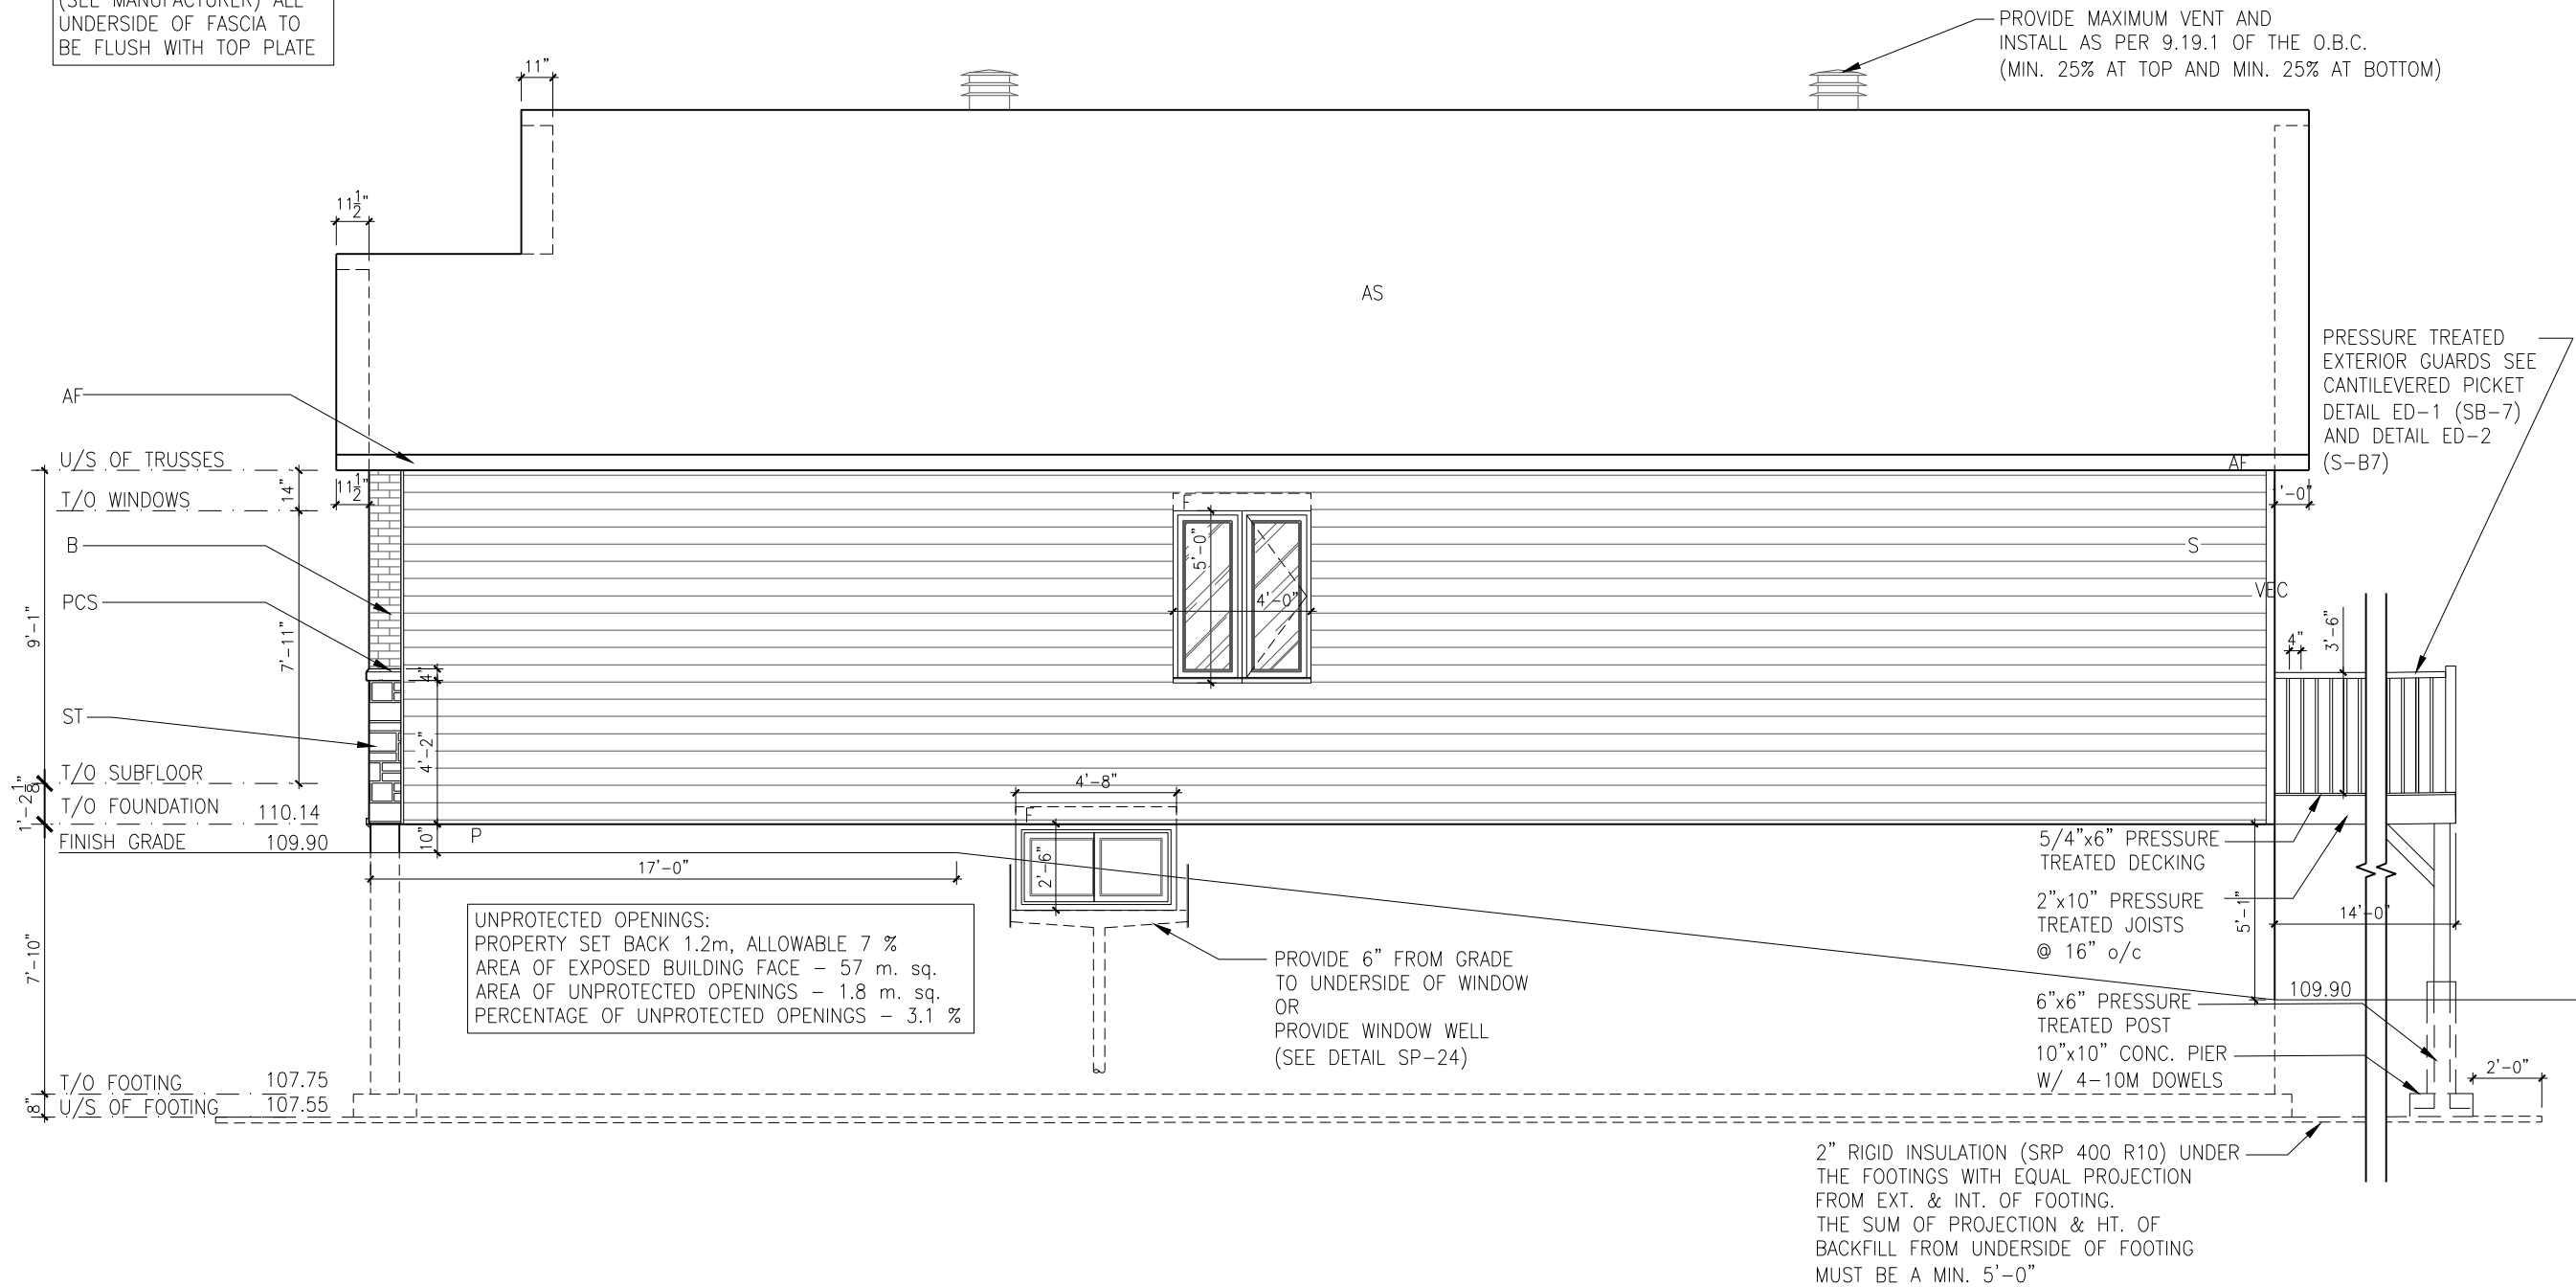 (SEE MANUFACTURER) ALL
UNDERSIDE OF FASCIA TO
BE FLUSH WITH TOP PLATE
PROVIDE MAXIMUM VENT AND
INSTALL AS PER 9.19.1 OF THE O.B.C.
(MIN. 25% AT TOP AND MIN. 25% AT BOTTOM)
11"
11 1/2"
AS
PRESSURE TREATED
EXTERIOR GUARDS SEE
CANTILEVERED PICKET
DETAIL ED-1 (SB-7)
AND DETAIL ED-2
(S-B7)
AF
U/S OF TRUSSES
AF
14"
11 1/2"
'-0"
T/O WINDOWS
F
B
5'-0"
S
VEC
4'-0"
PCS
9'-1"
7'-11"
4"
3'-6"
4"
ST
4'-2"
T/O SUBFLOOR
4'-8"
1'-2 1/8"
T/O FOUNDATION 110.14
F
FINISH GRADE 109.90
10"
P
2'-6"
17'-0"
5/4"x6" PRESSURE
TREATED DECKING
2"x10" PRESSURE
TREATED JOISTS
@ 16" o/c
14'-0"
5'-1"
UNPROTECTED OPENINGS:
PROPERTY SET BACK 1.2m, ALLOWABLE 7 %
AREA OF EXPOSED BUILDING FACE - 57 m. sq.
AREA OF UNPROTECTED OPENINGS - 1.8 m. sq.
PERCENTAGE OF UNPROTECTED OPENINGS - 3.1 %
7'-10"
PROVIDE 6" FROM GRADE
TO UNDERSIDE OF WINDOW
OR
PROVIDE WINDOW WELL
(SEE DETAIL SP-24)
109.90
6"x6" PRESSURE
TREATED POST
10"x10" CONC. PIER
W/ 4-10M DOWELS
2'-0"
T/O FOOTING 107.75
8"
U/S OF FOOTING 107.55
2" RIGID INSULATION (SRP 400 R10) UNDER
THE FOOTINGS WITH EQUAL PROJECTION
FROM EXT. & INT. OF FOOTING.
THE SUM OF PROJECTION & HT. OF
BACKFILL FROM UNDERSIDE OF FOOTING
MUST BE A MIN. 5'-0"